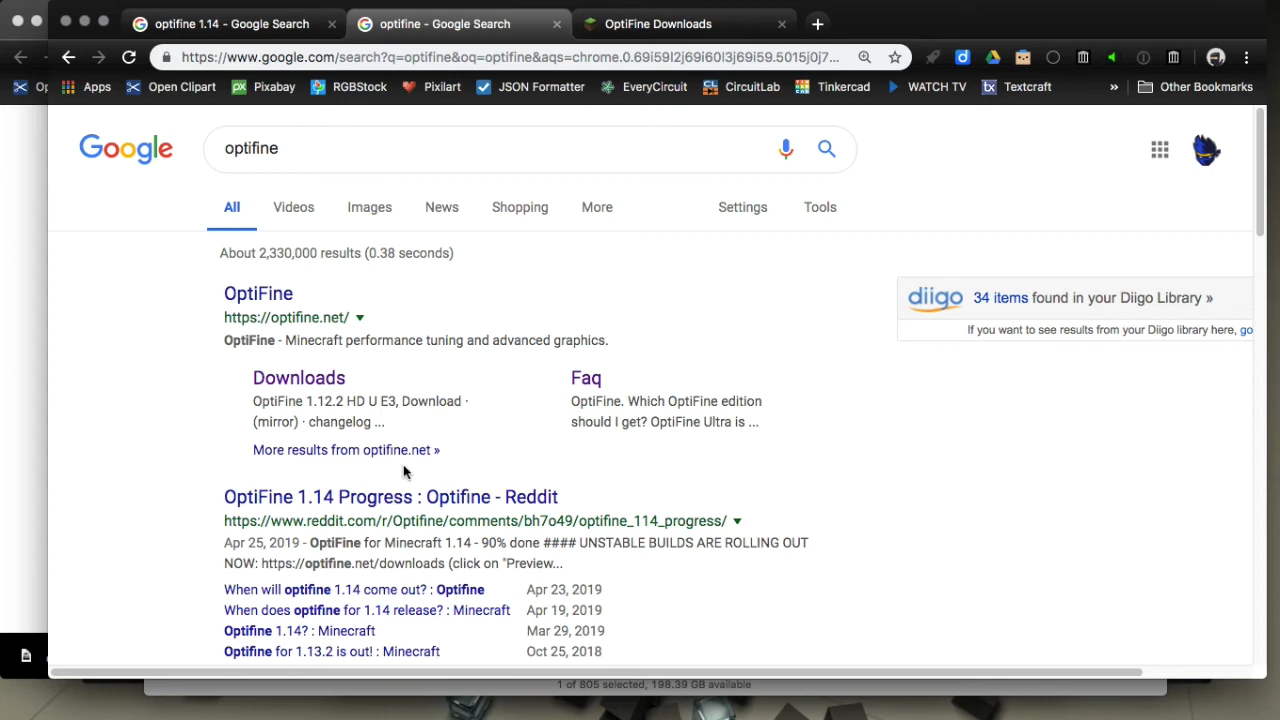 optifine 1.14 - Google Search
optifine - Google Search
OptiFine Downloads
https://www.google.com/search?q=optifine&oq=optifine&aqs=chrome.0.69i59l2j69i60l3j69i59.5015j0j7...
Op
Apps
Open Clipart
Pixabay
RGBStock
Pixilart
JSON Formatter
EveryCircuit
CircuitLab
Tinkercad
WATCH TV
Textcraft
»
Other Bookmarks
Google
optifine
All
Videos
Images
News
Shopping
More
Settings
Tools
About 2,330,000 results (0.38 seconds)
OptiFine
https://optifine.net/
OptiFine - Minecraft performance tuning and advanced graphics.
Downloads
OptiFine 1.12.2 HD U E3, Download ·
(mirror) · changelog ...
Faq
OptiFine. Which OptiFine edition
should I get? OptiFine Ultra is ...
More results from optifine.net »
diigo
34 items found in your Diigo Library »
If you want to see results from your Diigo library here, go
OptiFine 1.14 Progress : Optifine - Reddit
https://www.reddit.com/r/Optifine/comments/bh7o49/optifine_114_progress/
Apr 25, 2019 - OptiFine for Minecraft 1.14 - 90% done #### UNSTABLE BUILDS ARE ROLLING OUT
NOW: https://optifine.net/downloads (click on "Preview...
When will optifine 1.14 come out? : Optifine Apr 23, 2019
When does optifine for 1.14 release? : Minecraft Apr 19, 2019
Optifine 1.14? : Minecraft Mar 29, 2019
Optifine for 1.13.2 is out! : Minecraft Oct 25, 2018
1 of 805 selected, 198.39 GB available